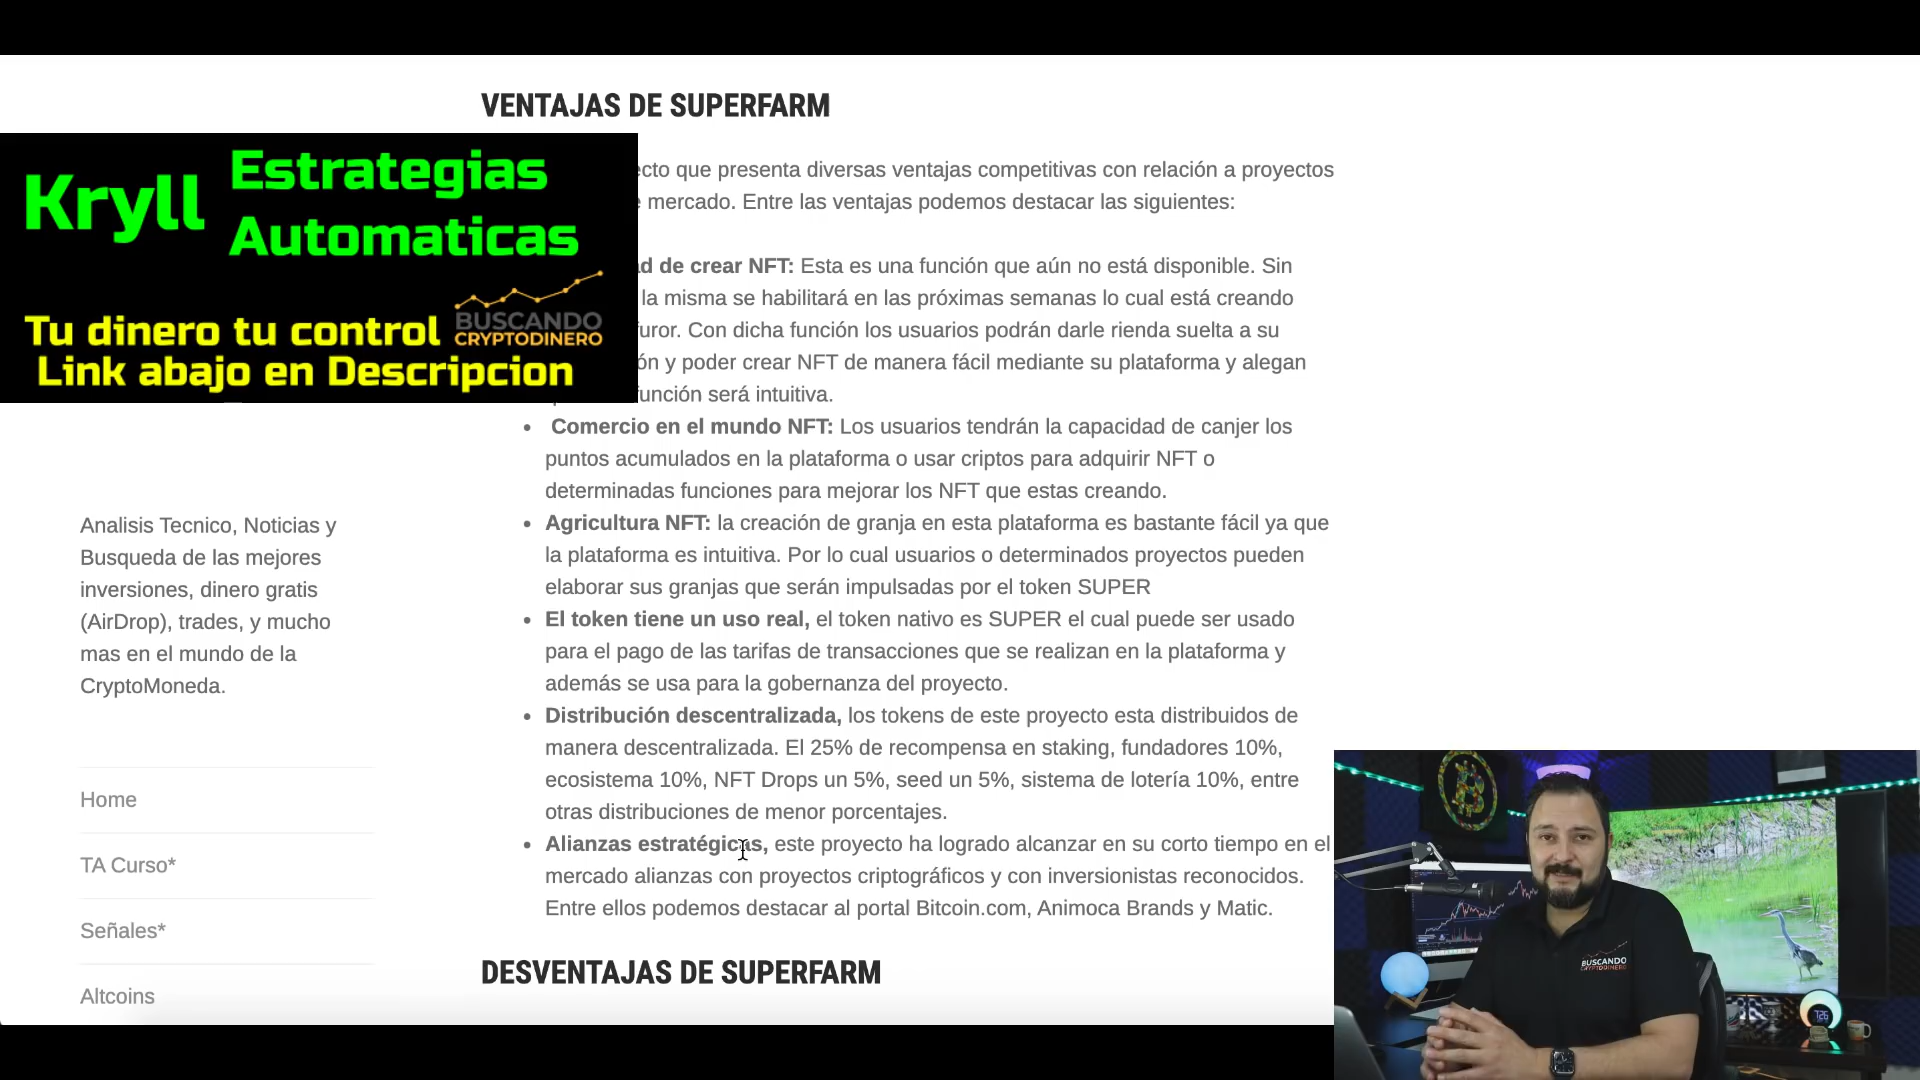 VENTAJAS DE SUPERFARM
Kryll Estrategias
Automaticas
Tu dinero tu control
Link abajo en Descripcion
BUSCANDO
CRYPTODINERO
que presenta diversas ventajas competitivas con relación a proyectos
mercado. Entre las ventajas podemos destacar las siguientes:
de crear NFT: Esta es una función que aún no está disponible. Sin
la misma se habilitará en las próximas semanas lo cual está creando
furor. Con dicha función los usuarios podrán darle rienda suelta a su
y poder crear NFT de manera fácil mediante su plataforma y alegan
función será intuitiva.
• Comercio en el mundo NFT: Los usuarios tendrán la capacidad de canjer los
puntos acumulados en la plataforma o usar criptos para adquirir NFT o
determinadas funciones para mejorar los NFT que estas creando.
• Agricultura NFT: la creación de granja en esta plataforma es bastante fácil ya que
la plataforma es intuitiva. Por lo cual usuarios o determinados proyectos pueden
elaborar sus granjas que serán impulsadas por el token SUPER
• El token tiene un uso real, el token nativo es SUPER el cual puede ser usado
para el pago de las tarifas de transacciones que se realizan en la plataforma y
además se usa para la gobernanza del proyecto.
• Distribución descentralizada, los tokens de este proyecto esta distribuidos de
manera descentralizada. El 25% de recompensa en staking, fundadores 10%,
ecosistema 10%, NFT Drops un 5%, seed un 5%, sistema de lotería 10%, entre
otras distribuciones de menor porcentajes.
• Alianzas estratégicas, este proyecto ha logrado alcanzar en su corto tiempo en el
mercado alianzas con proyectos criptográficos y con inversionistas reconocidos.
Entre ellos podemos destacar al portal Bitcoin.com, Animoca Brands y Matic.
DESVENTAJAS DE SUPERFARM
Analisis Tecnico, Noticias y
Busqueda de las mejores
inversiones, dinero gratis
(AirDrop), trades, y mucho
mas en el mundo de la
CryptoMoneda.
Home
TA Curso*
Señales*
Altcoins
BUSCANDO
CRYPTODINERO